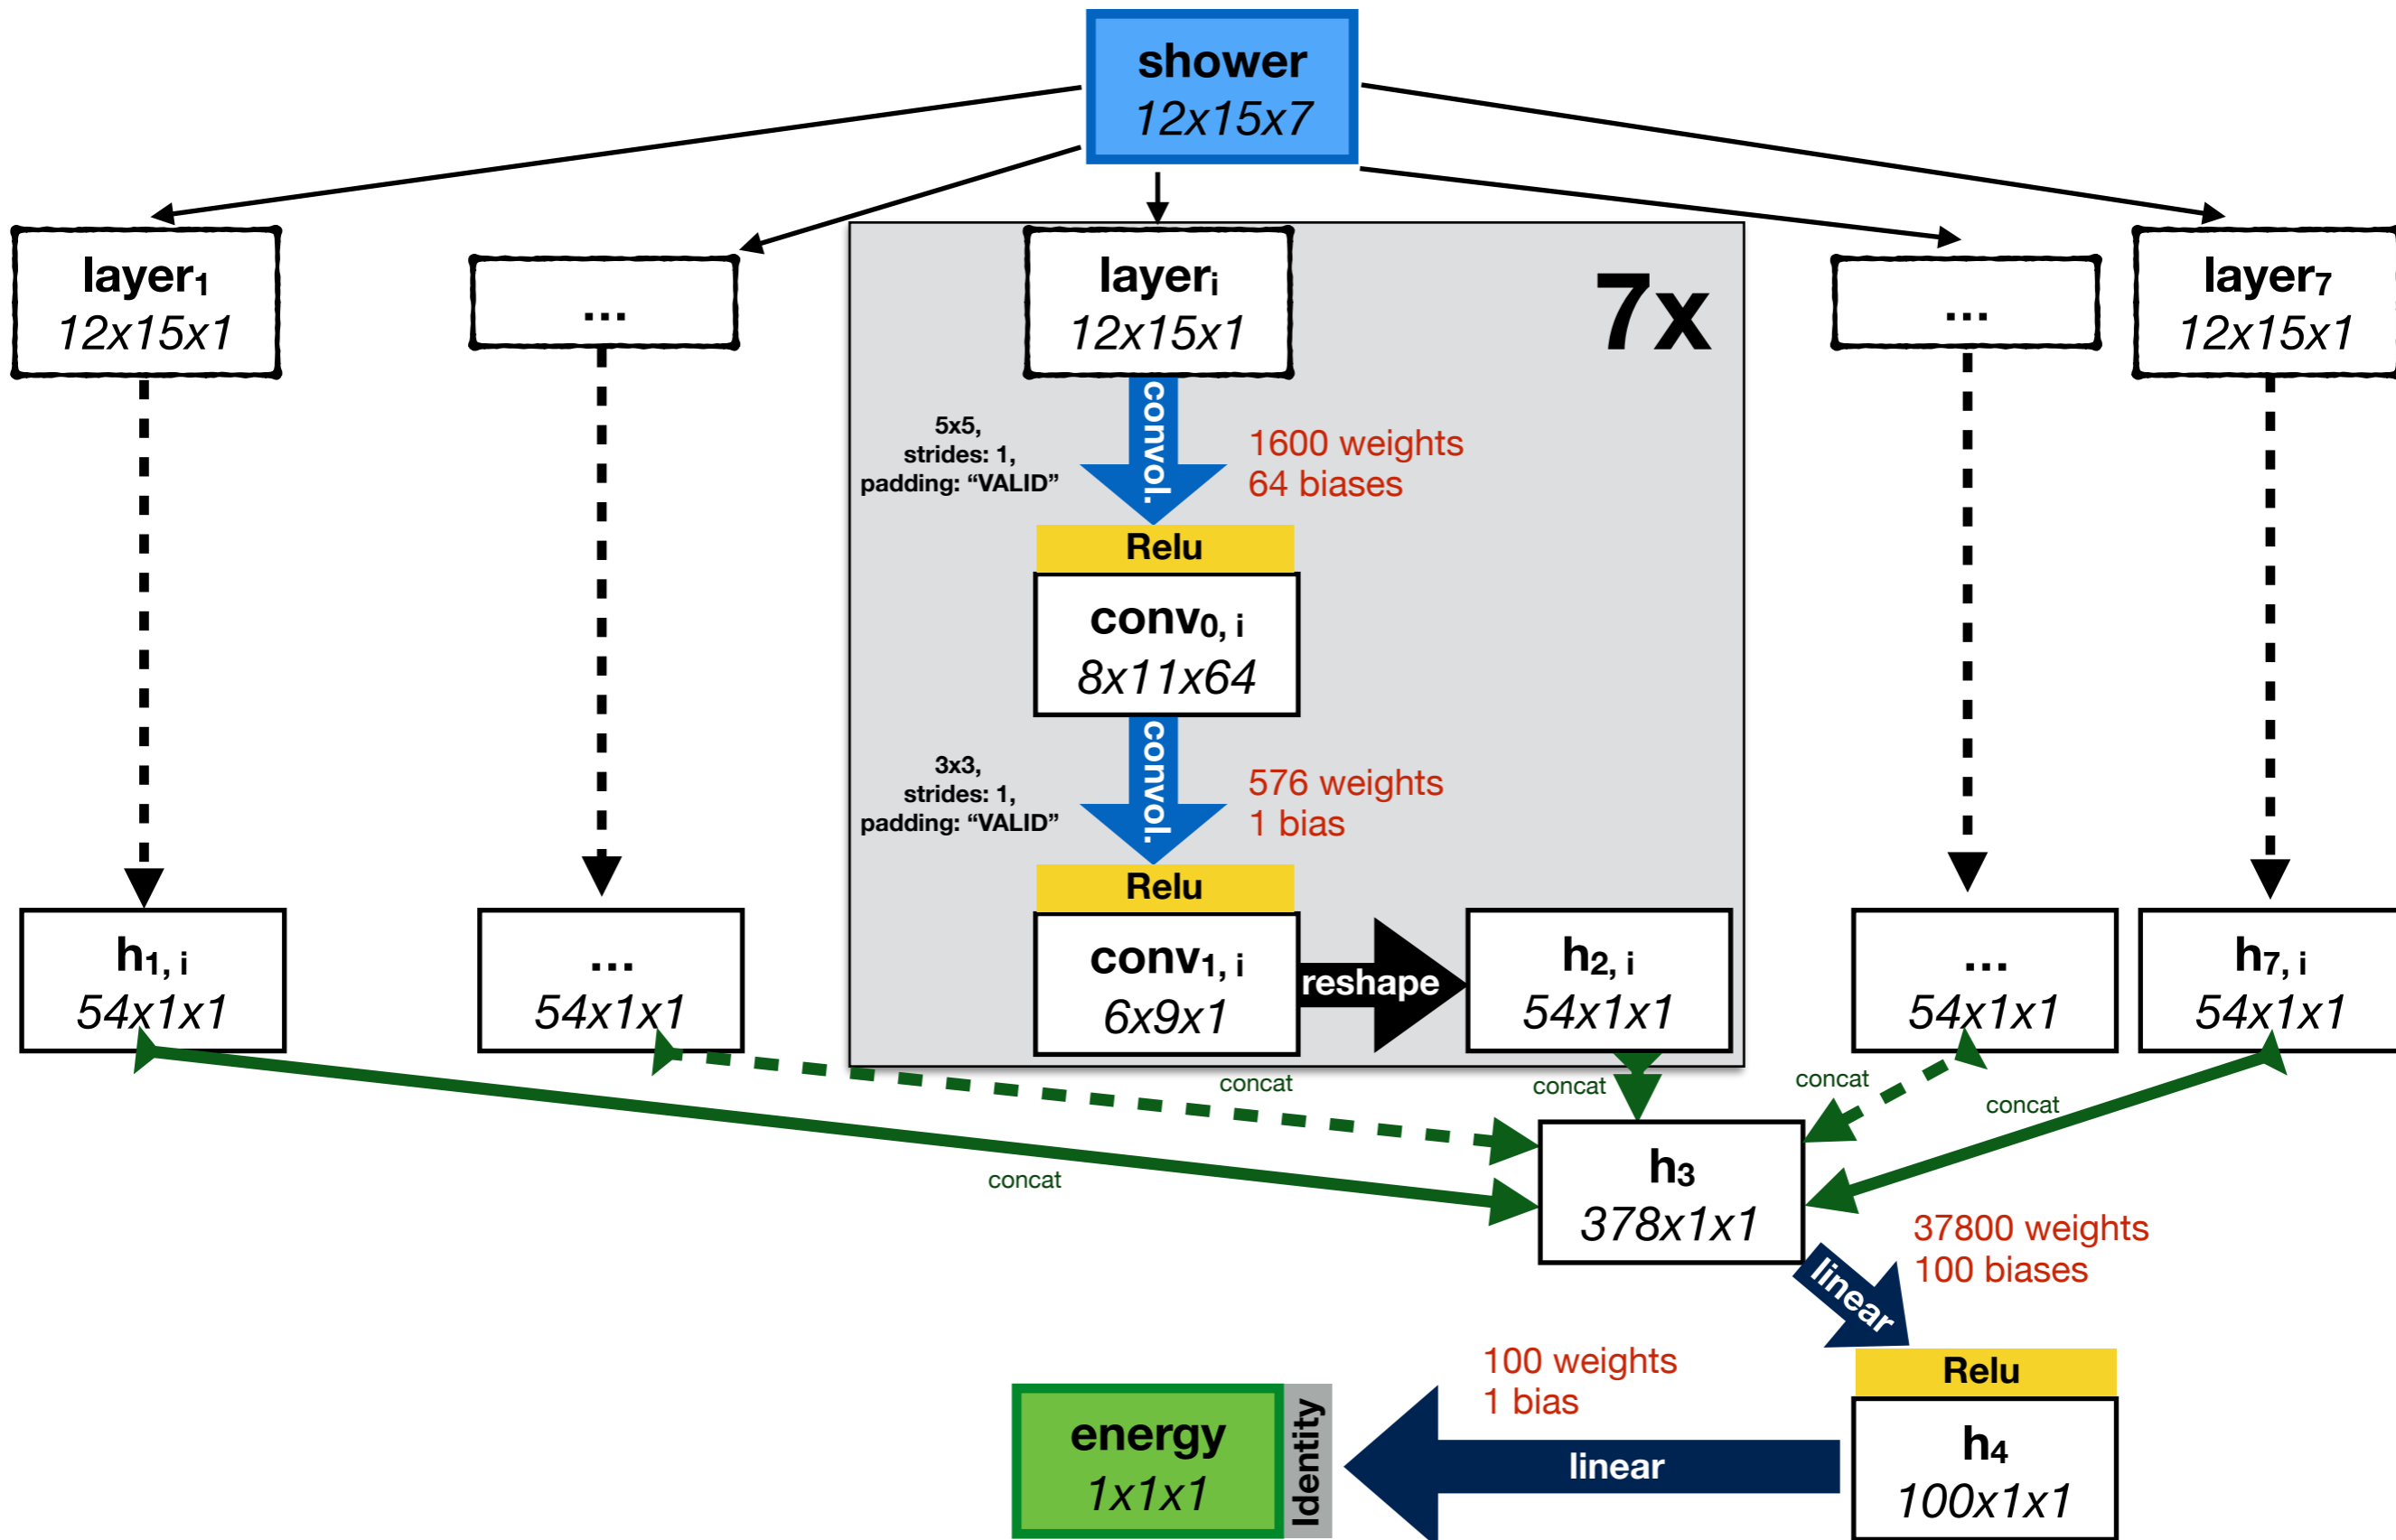 shower
12x15x7
layer₁
12x15x1
...
layerᵢ
12x15x1
7x
...
layer₇
12x15x1
convol.
5x5,
strides: 1,
padding: “VALID”
1600 weights
64 biases
Relu
conv₀, ᵢ
8x11x64
convol.
3x3,
strides: 1,
padding: “VALID”
576 weights
1 bias
Relu
conv₁, ᵢ
6x9x1
reshape
h₂, ᵢ
54x1x1
h₁, ᵢ
54x1x1
...
54x1x1
...
54x1x1
h₇, ᵢ
54x1x1
concat
concat
concat
concat
concat
h₃
378x1x1
37800 weights
100 biases
linear
Relu
h₄
100x1x1
100 weights
1 bias
linear
Identity
energy
1x1x1